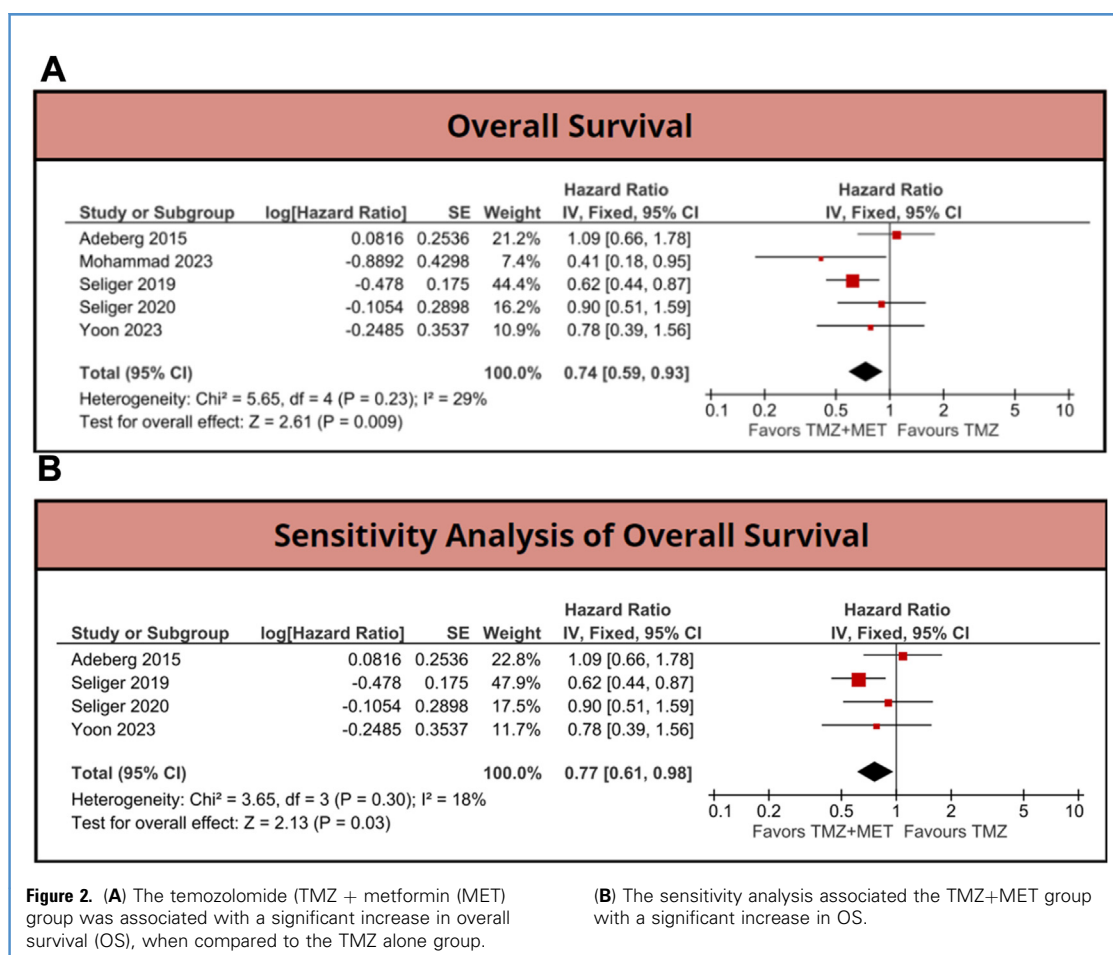 A
Overall Survival
Hazard Ratio Hazard Ratio
Study or Subgroup log[Hazard Ratio] SE Weight IV, Fixed, 95% CI IV, Fixed, 95% CI
Adeberg 2015 0.0816 0.2536 21.2% 1.09 [0.66, 1.78]
Mohammad 2023 -0.8892 0.4298 7.4% 0.41 [0.18, 0.95]
Seliger 2019 -0.478 0.175 44.4% 0.62 [0.44, 0.87]
Seliger 2020 -0.1054 0.2898 16.2% 0.90 [0.51, 1.59]
Yoon 2023 -0.2485 0.3537 10.9% 0.78 [0.39, 1.56]
Total (95% CI) 100.0% 0.74 [0.59, 0.93]
Heterogeneity: Chi² = 5.65, df = 4 (P = 0.23); I² = 29%
Test for overall effect: Z = 2.61 (P = 0.009)
0.1 0.2 0.5 1 2 5 10
Favors TMZ+MET Favours TMZ
B
Sensitivity Analysis of Overall Survival
Hazard Ratio Hazard Ratio
Study or Subgroup log[Hazard Ratio] SE Weight IV, Fixed, 95% CI IV, Fixed, 95% CI
Adeberg 2015 0.0816 0.2536 22.8% 1.09 [0.66, 1.78]
Seliger 2019 -0.478 0.175 47.9% 0.62 [0.44, 0.87]
Seliger 2020 -0.1054 0.2898 17.5% 0.90 [0.51, 1.59]
Yoon 2023 -0.2485 0.3537 11.7% 0.78 [0.39, 1.56]
Total (95% CI) 100.0% 0.77 [0.61, 0.98]
Heterogeneity: Chi² = 3.65, df = 3 (P = 0.30); I² = 18%
Test for overall effect: Z = 2.13 (P = 0.03)
0.1 0.2 0.5 1 2 5 10
Favors TMZ+MET Favours TMZ
Figure 2. (A) The temozolomide (TMZ + metformin (MET)
group was associated with a significant increase in overall
survival (OS), when compared to the TMZ alone group.
(B) The sensitivity analysis associated the TMZ+MET group
with a significant increase in OS.